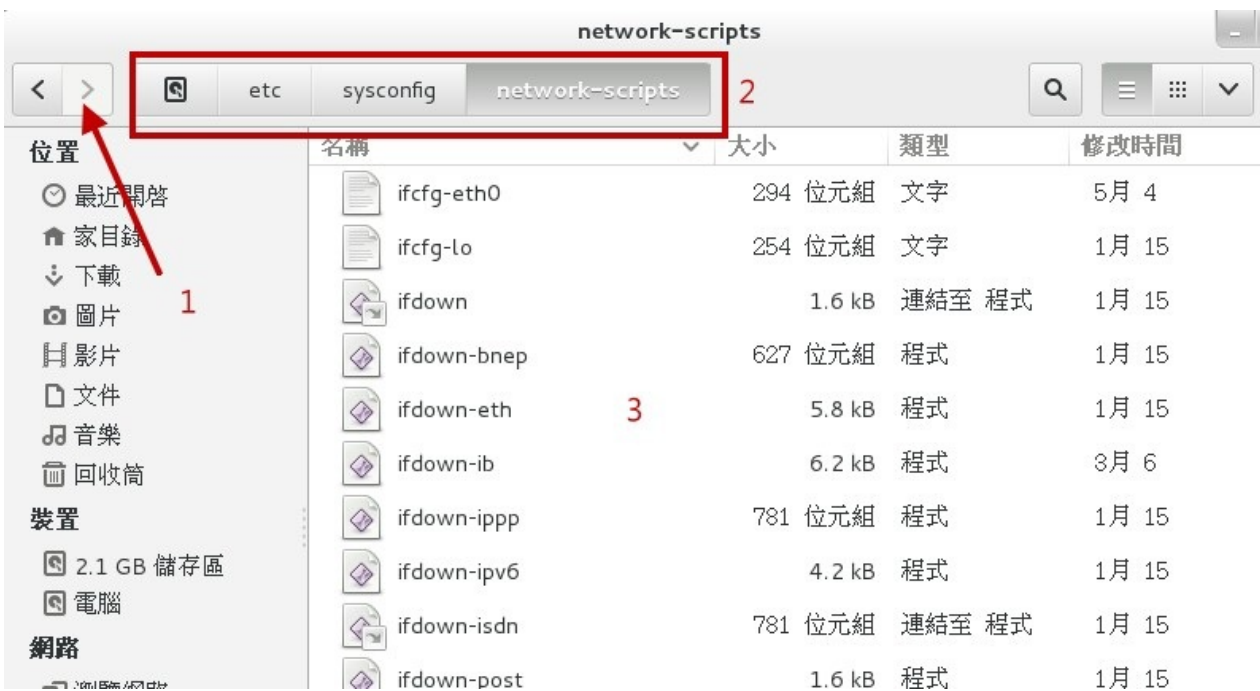 network-scripts
etc sysconfig network-scripts 2
位置
最近開啓
家目錄
下載
1
圖片
影片
文件
音樂
回收筒
裝置
2.1 GB 儲存區
電腦
網路
瀏覽網路
名稱 大小 類型 修改時間
ifcfg-eth0 294 位元組 文字 5月 4
ifcfg-lo 254 位元組 文字 1月 15
ifdown 1.6 kB 連結至 程式 1月 15
ifdown-bnep 627 位元組 程式 1月 15
ifdown-eth 3 5.8 kB 程式 1月 15
ifdown-ib 6.2 kB 程式 3月 6
ifdown-ippp 781 位元組 程式 1月 15
ifdown-ipv6 4.2 kB 程式 1月 15
ifdown-isdn 781 位元組 連結至 程式 1月 15
ifdown-post 1.6 kB 程式 1月 15